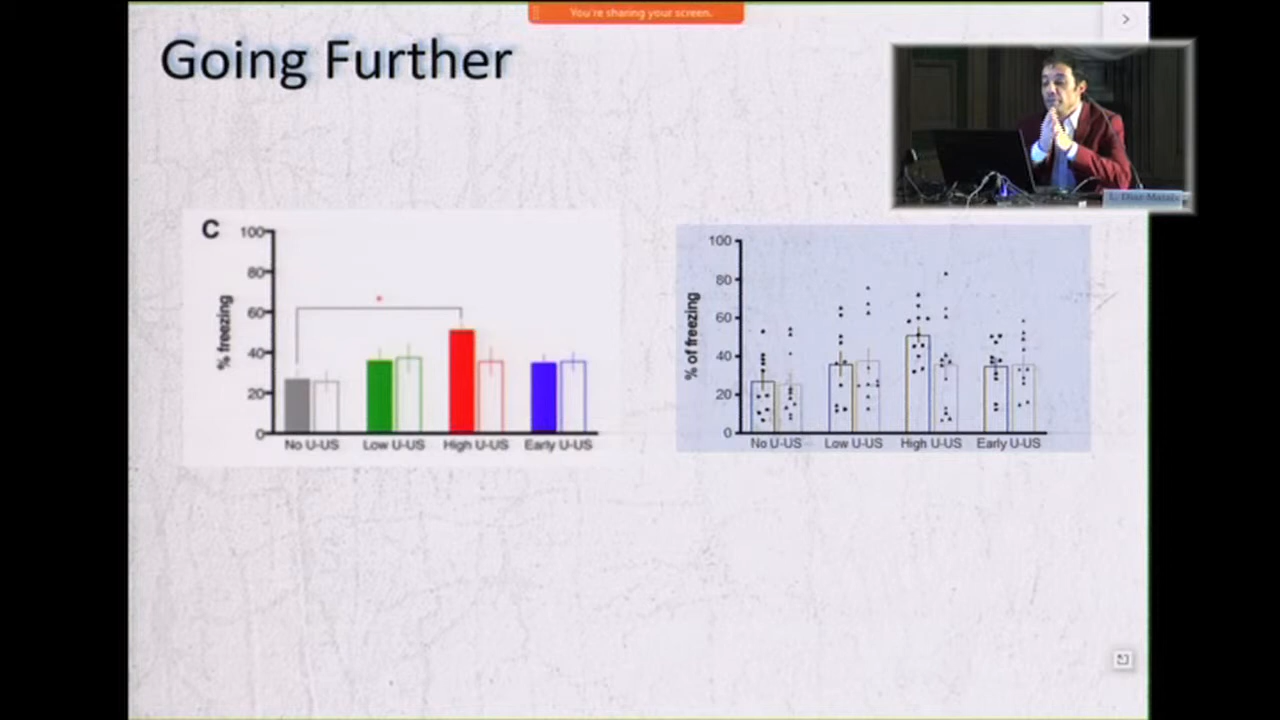 You're sharing your screen.
Going Further
L. Diaz-Mataix
C
% freezing
100
80
60
40
20
0
*
No U-US Low U-US High U-US Early U-US
% of freezing
100
80
60
40
20
0
No U-US Low U-US High U-US Early U-US